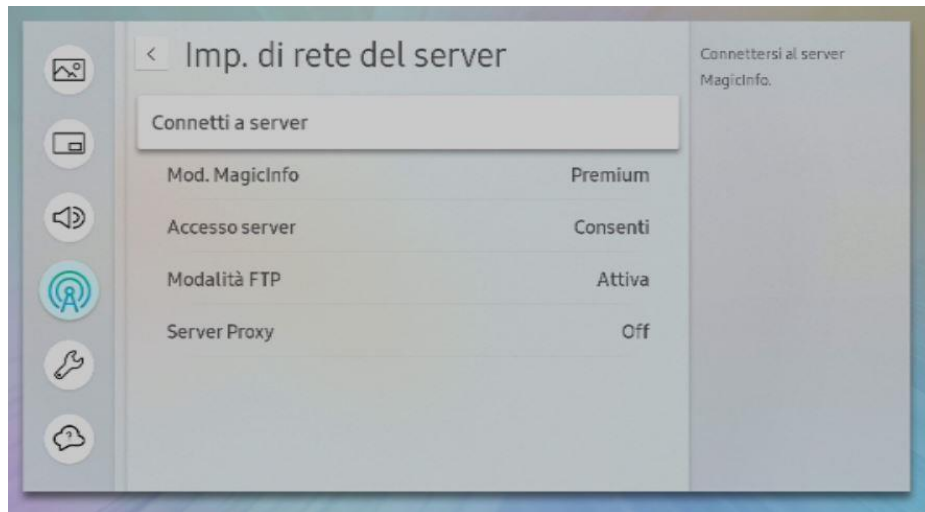 Imp. di rete del server
Connettersi al server
MagicInfo.
Connetti a server
Mod. MagicInfo Premium
Accesso server Consenti
Modalità FTP Attiva
Server Proxy Off